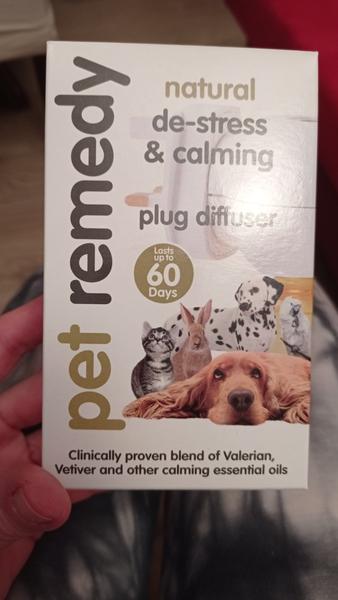 pet remedy
natural
de-stress
& calming
plug diffuser
Lasts
up to
60
Days
Clinically proven blend of Valerian,
Vetiver and other calming essential oils